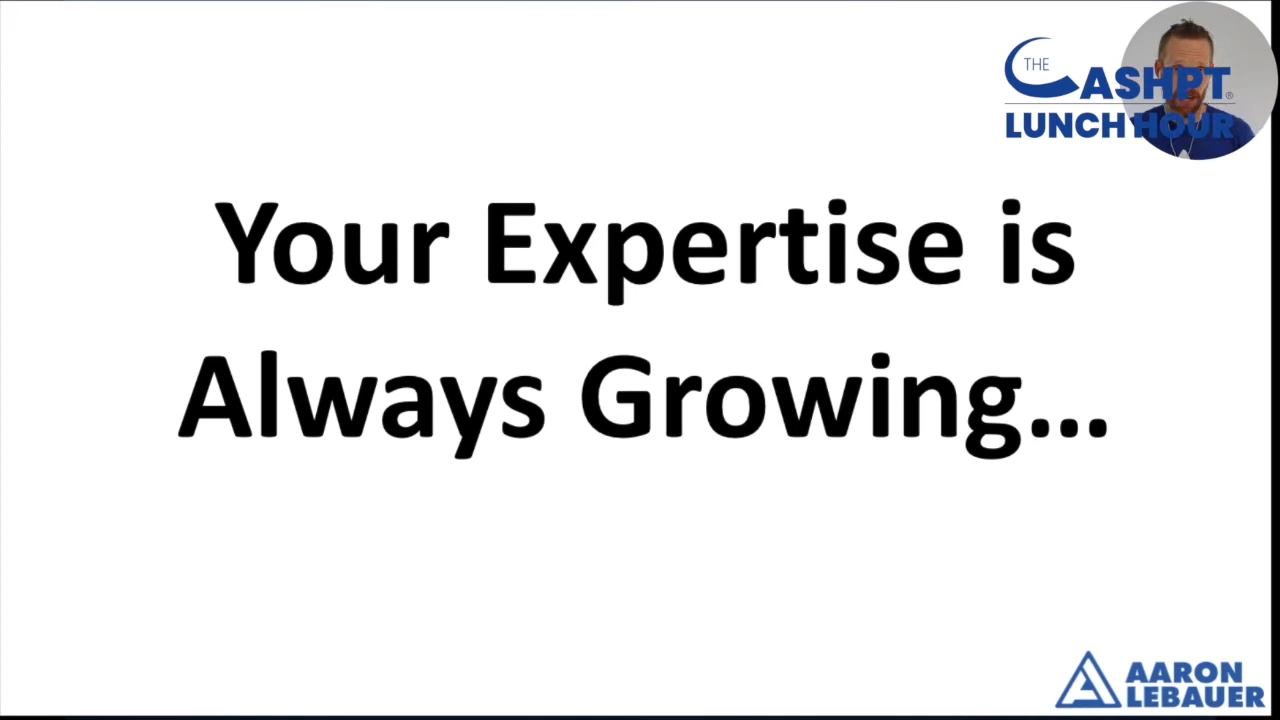 THE
CASHPT®
LUNCH HOUR
Your Expertise is
Always Growing...
AARON
LEBAUER